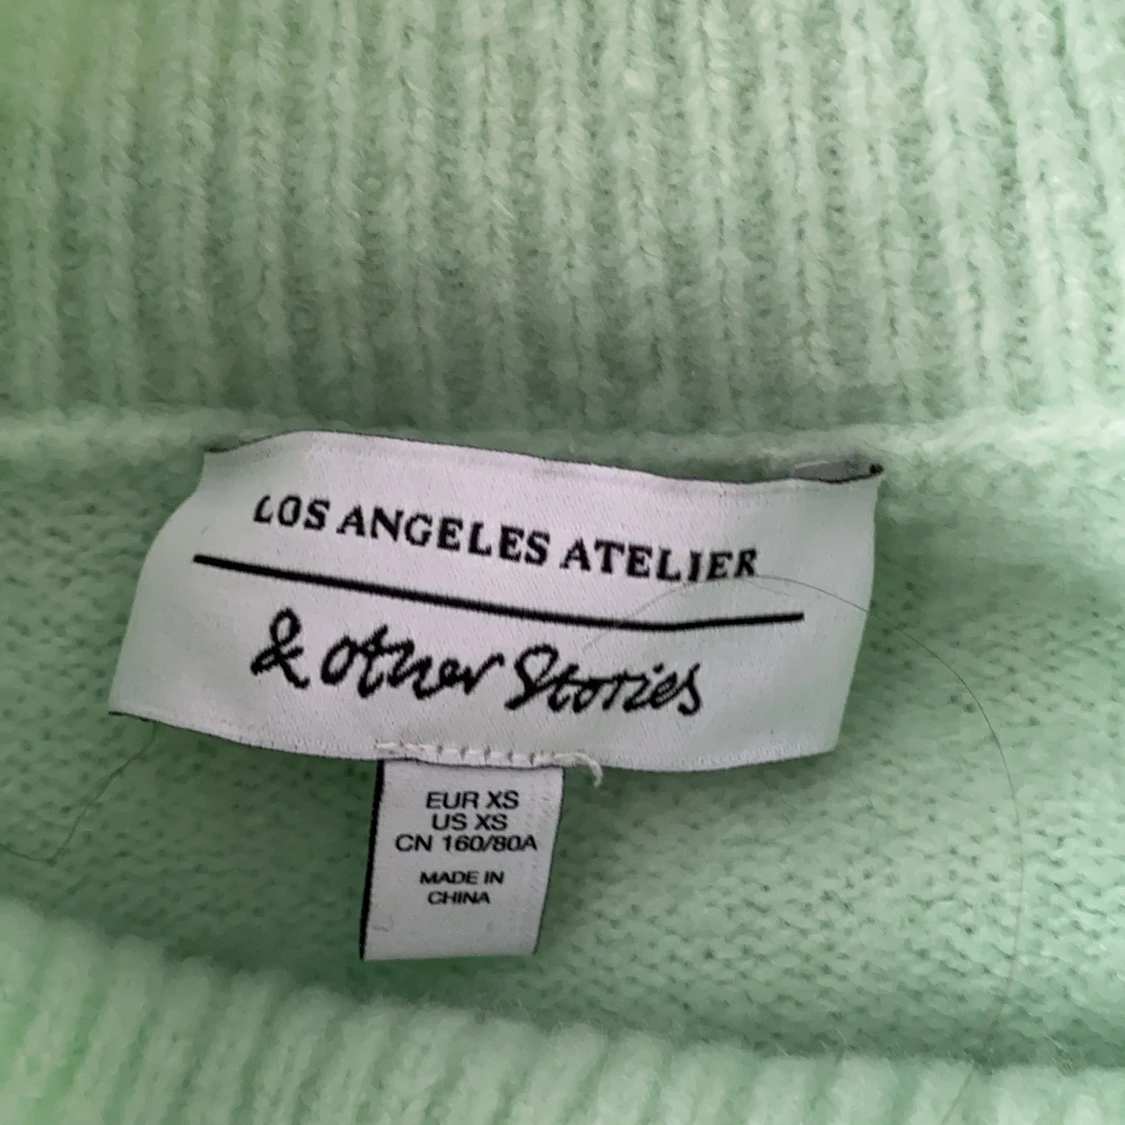 LOS ANGELES ATELIER
& other Stories
EUR XS
US XS
CN 160/80A
MADE IN
CHINA